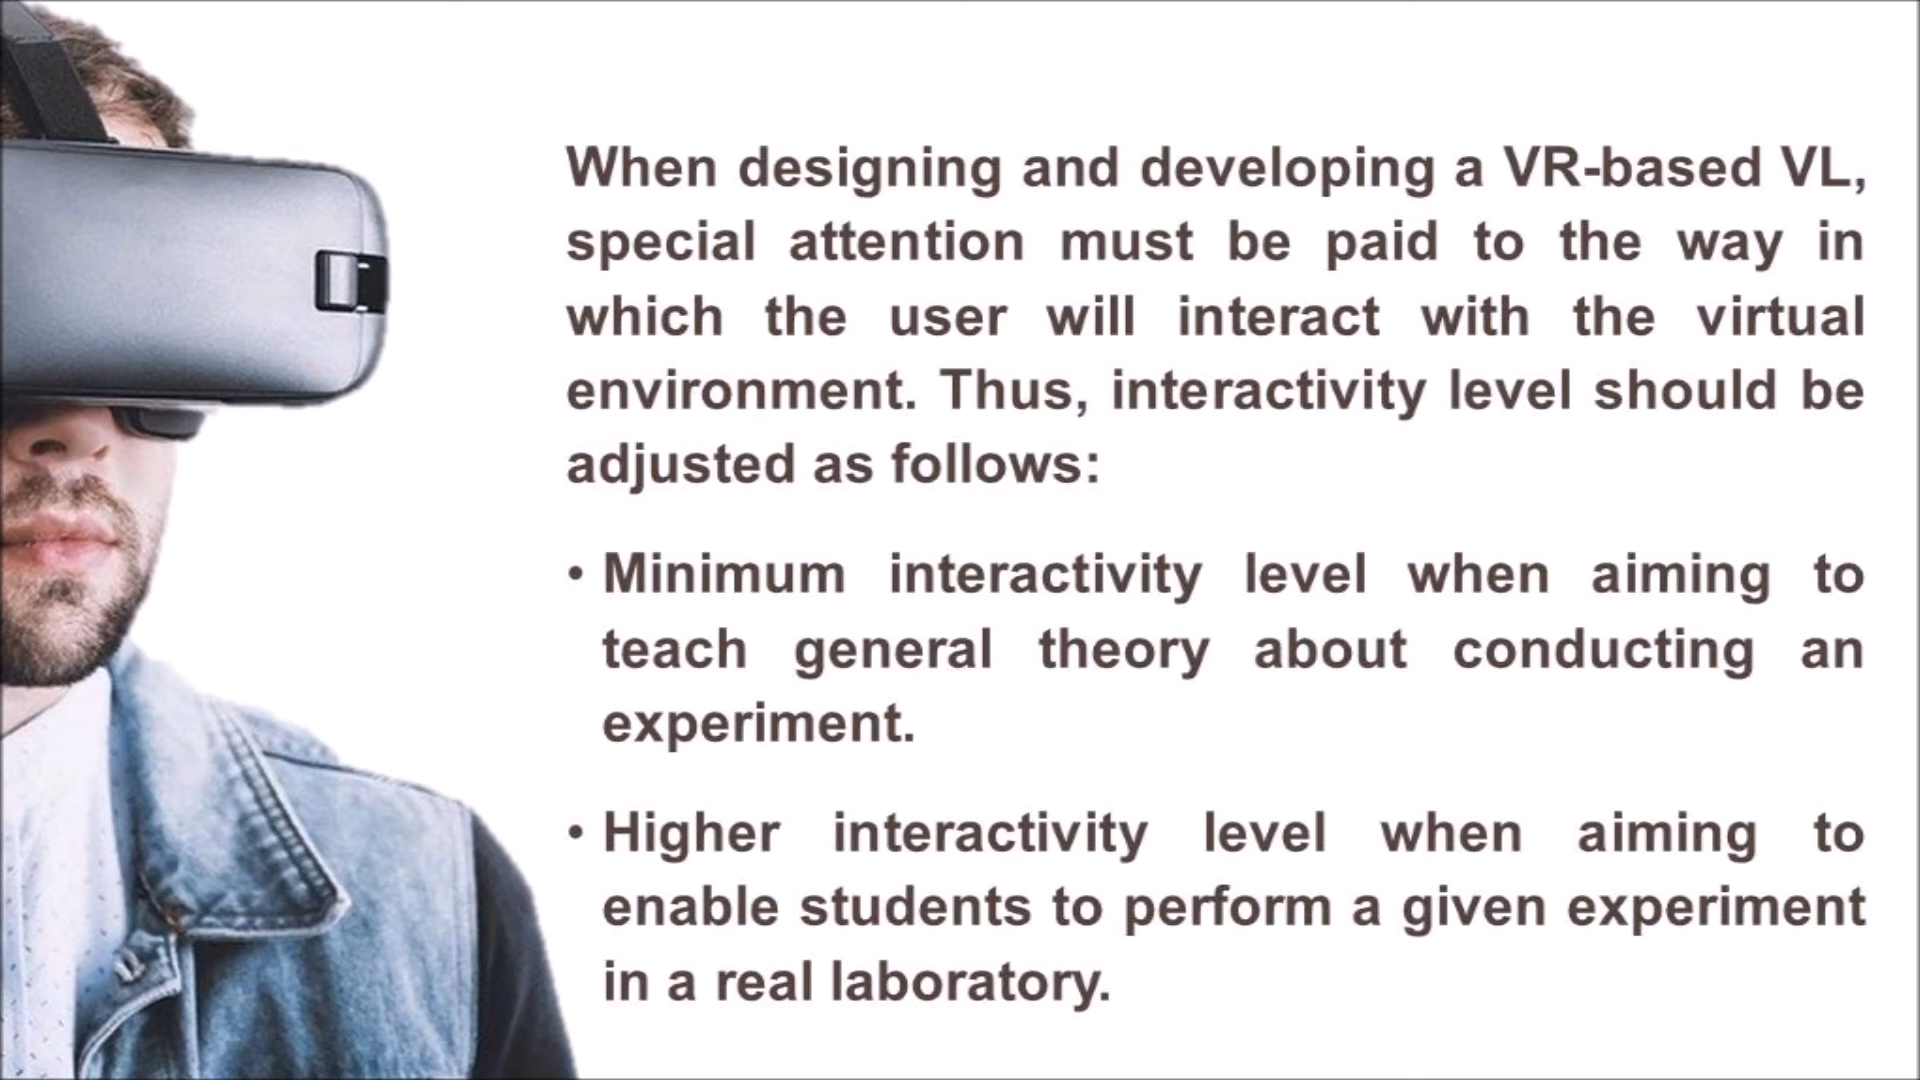 When designing and developing a VR-based VL,
special attention must be paid to the way in
which the user will interact with the virtual
environment. Thus, interactivity level should be
adjusted as follows:
• Minimum interactivity level when aiming to
teach general theory about conducting an
experiment.
• Higher interactivity level when aiming to
enable students to perform a given experiment
in a real laboratory.